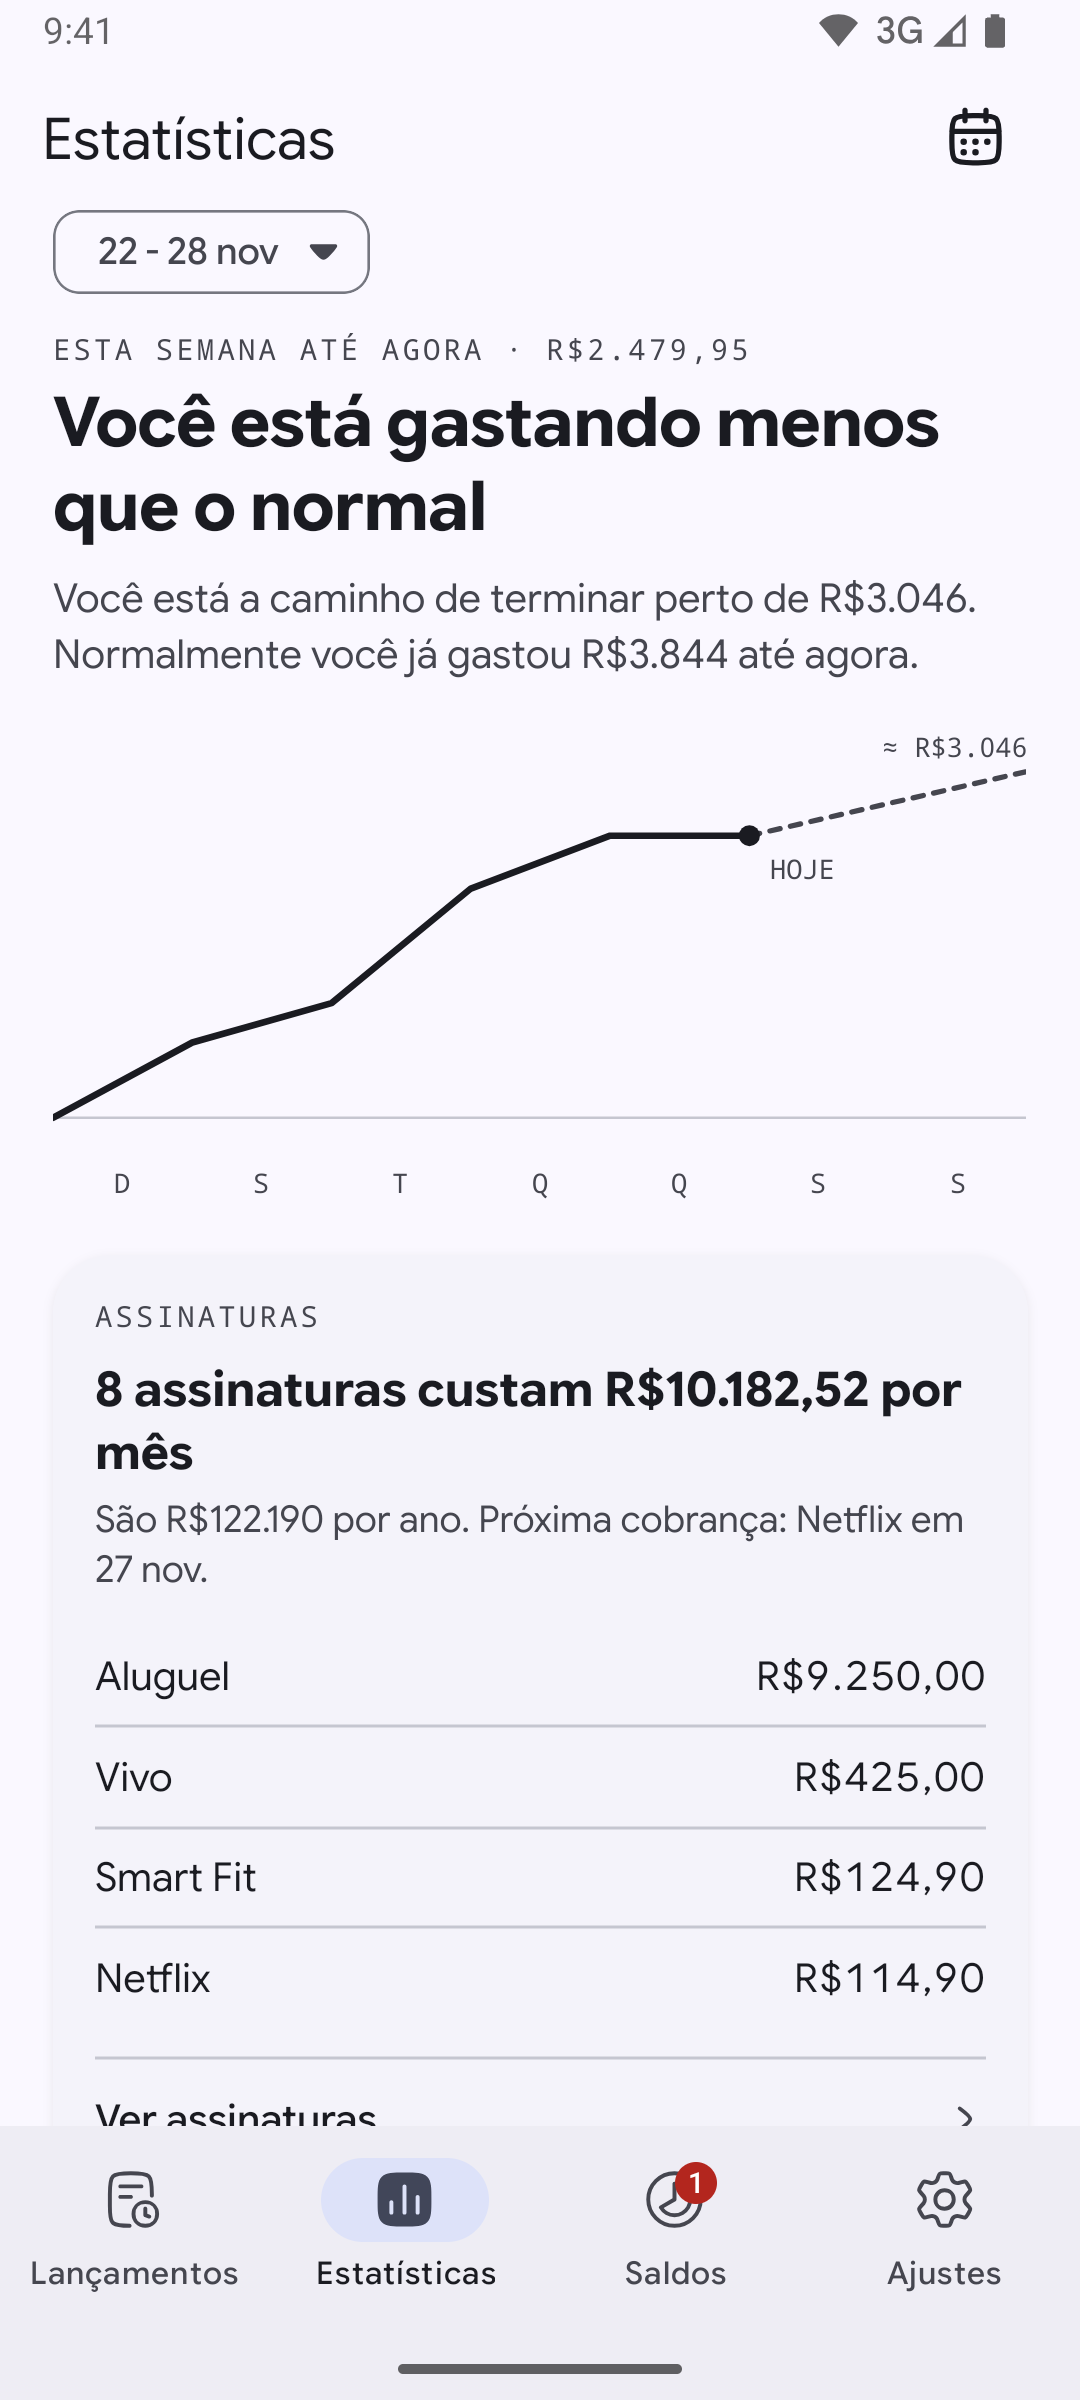 9:41
3G
Estatísticas
22 - 28 nov
ESTA SEMANA ATÉ AGORA · R$2.479,95
Você está gastando menos
que o normal
Você está a caminho de terminar perto de R$3.046.
Normalmente você já gastou R$3.844 até agora.
≈ R$3.046
HOJE
D S T Q Q S S
ASSINATURAS
8 assinaturas custam R$10.182,52 por
mês
São R$122.190 por ano. Próxima cobrança: Netflix em
27 nov.
Aluguel R$9.250,00
Vivo R$425,00
Smart Fit R$124,90
Netflix R$114,90
Ver assinaturas
1
Lançamentos Estatísticas Saldos Ajustes